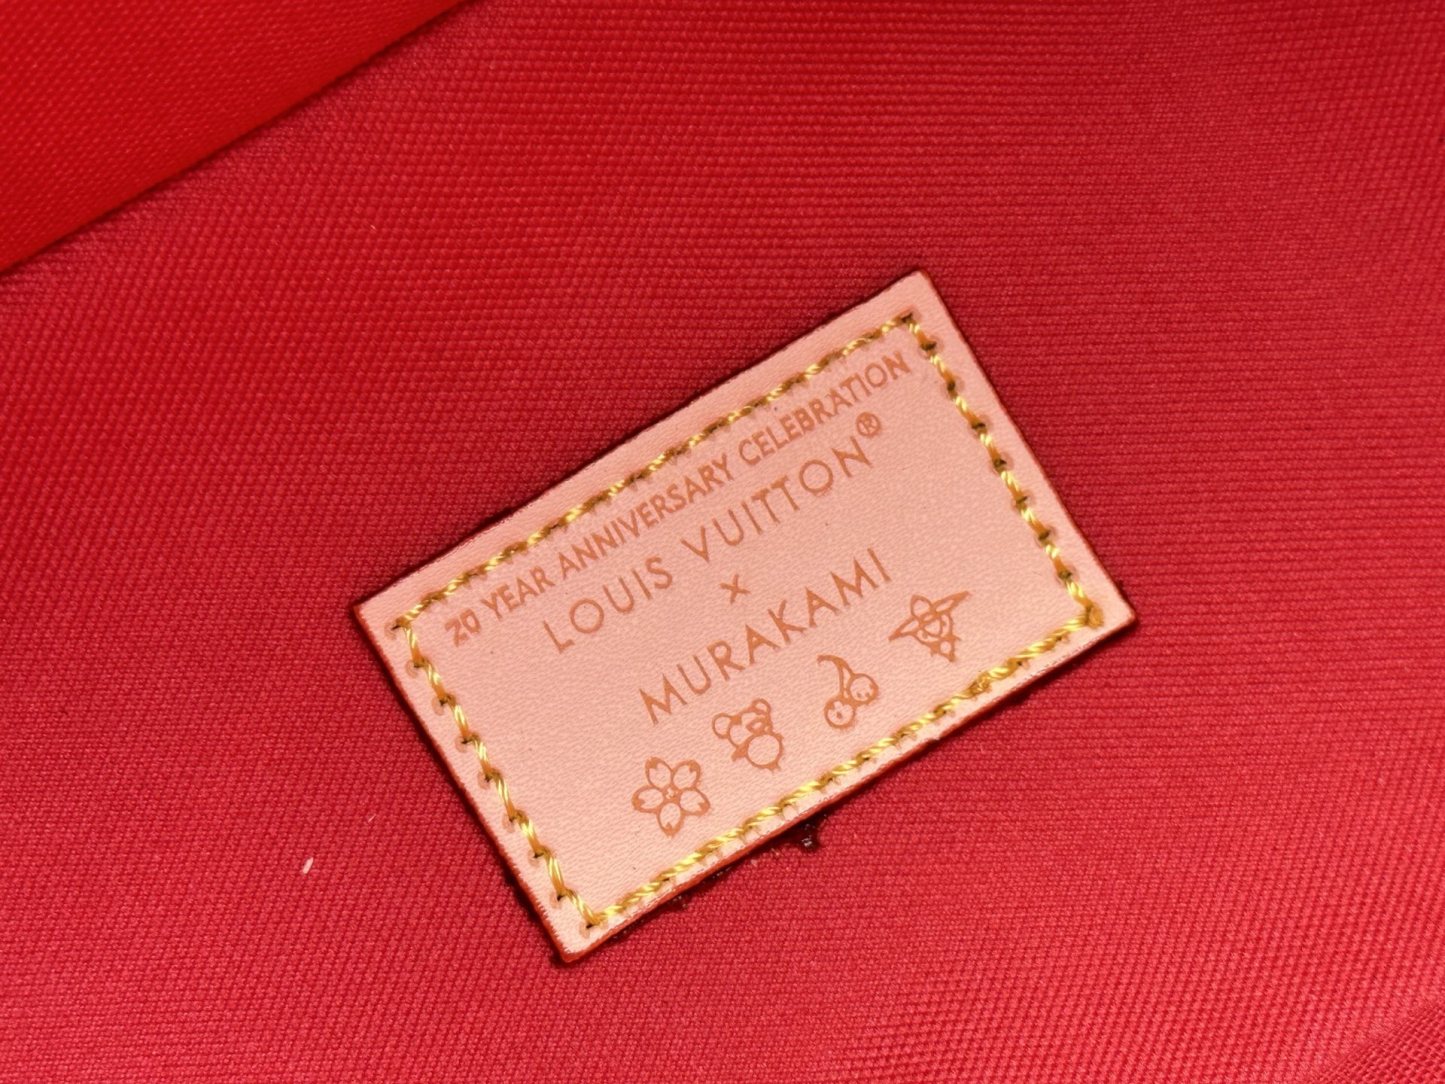 20 YEAR ANNIVERSARY CELEBRATION
LOUIS VUITTON®
×
MURAKAMI